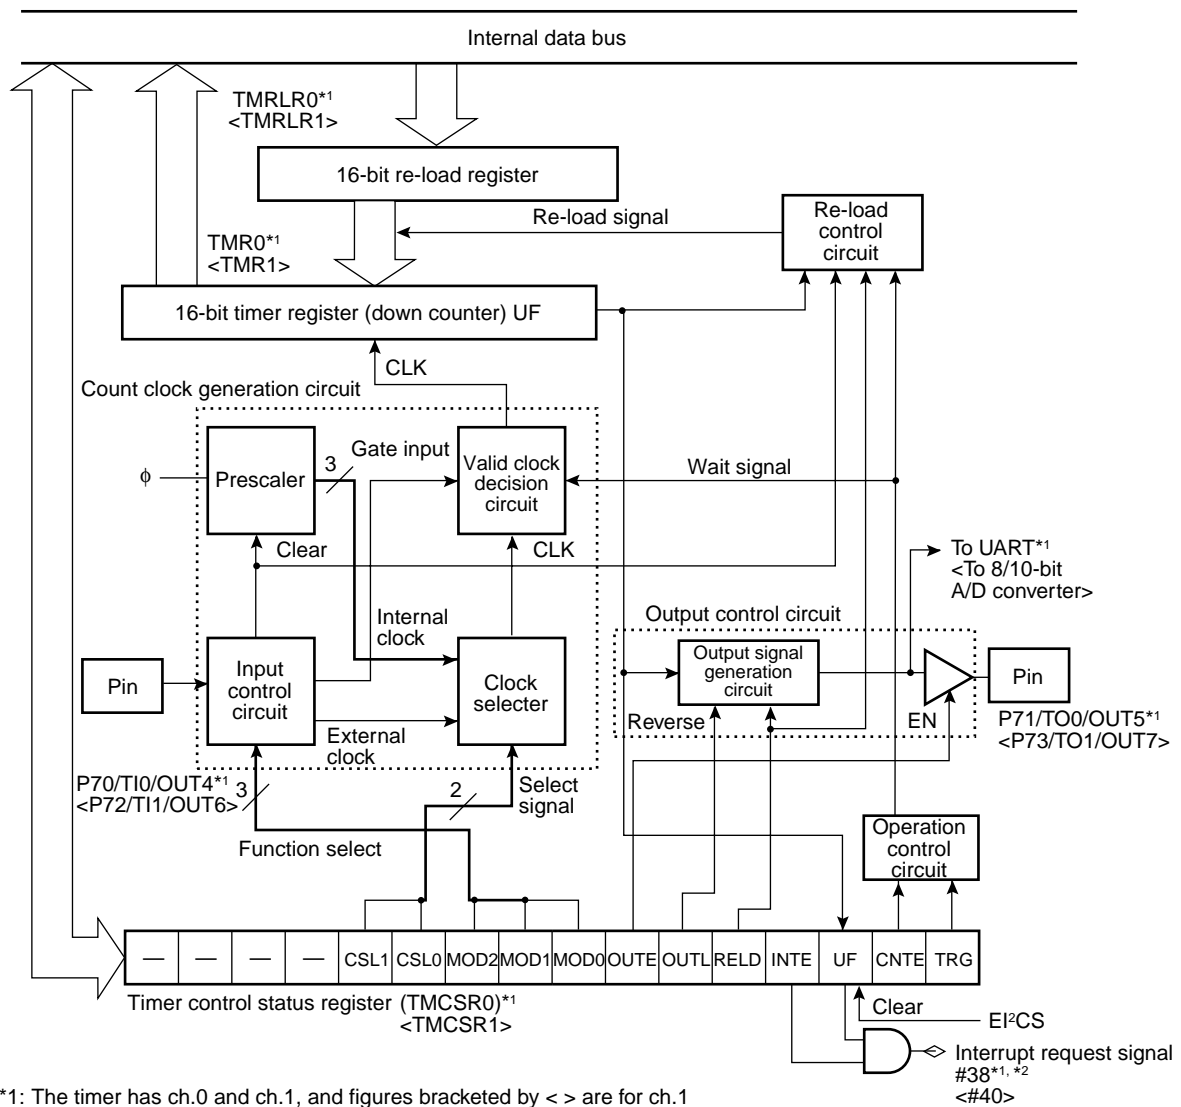 Internal data bus
TMRLR0*1
<TMRLR1>
16-bit re-load register
Re-load signal
Re-load
control
circuit
TMR0*1
<TMR1>
16-bit timer register (down counter) UF
CLK
Count clock generation circuit
Gate input
3
ϕ
Prescaler
Valid clock
decision
circuit
Wait signal
Clear
CLK
To UART*1
<To 8/10-bit
A/D converter>
Internal
clock
Output control circuit
Pin
Input
control
circuit
Clock
selecter
Output signal
generation
circuit
Pin
Reverse
EN
External
clock
P71/TO0/OUT5*1
<P73/TO1/OUT7>
P70/TI0/OUT4*1
<P72/TI1/OUT6>
3
2
Select
signal
Function select
Operation
control
circuit
— — — — CSL1 CSL0 MOD2 MOD1 MOD0 OUTE OUTL RELD INTE UF CNTE TRG
Timer control status register (TMCSR0)*1
<TMCSR1>
Clear
EI2CS
Interrupt request signal
#38*1, *2
<#40>
*1: The timer has ch.0 and ch.1, and figures bracketed by < > are for ch.1